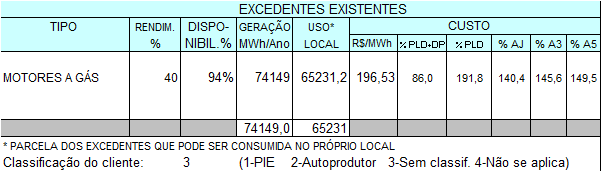 EXCEDENTES EXISTENTES
TIPO RENDIM. % DISPO-NIBIL.% GERAÇÃO MWh/Ano USO* LOCAL CUSTO
R$/MWh % PLD+DP % PLD % AJ % A3 % A5
MOTORES A GÁS 40 94% 74149 65231,2 196,53 86,0 191,8 140,4 145,6 149,5
74149,0 65231
* PARCELA DOS EXCEDENTES QUE PODE SER CONSUMIDA NO PRÓPRIO LOCAL
Classificação do cliente: 3 (1-PIE 2-Autoprodutor 3-Sem classif. 4-Não se aplica)